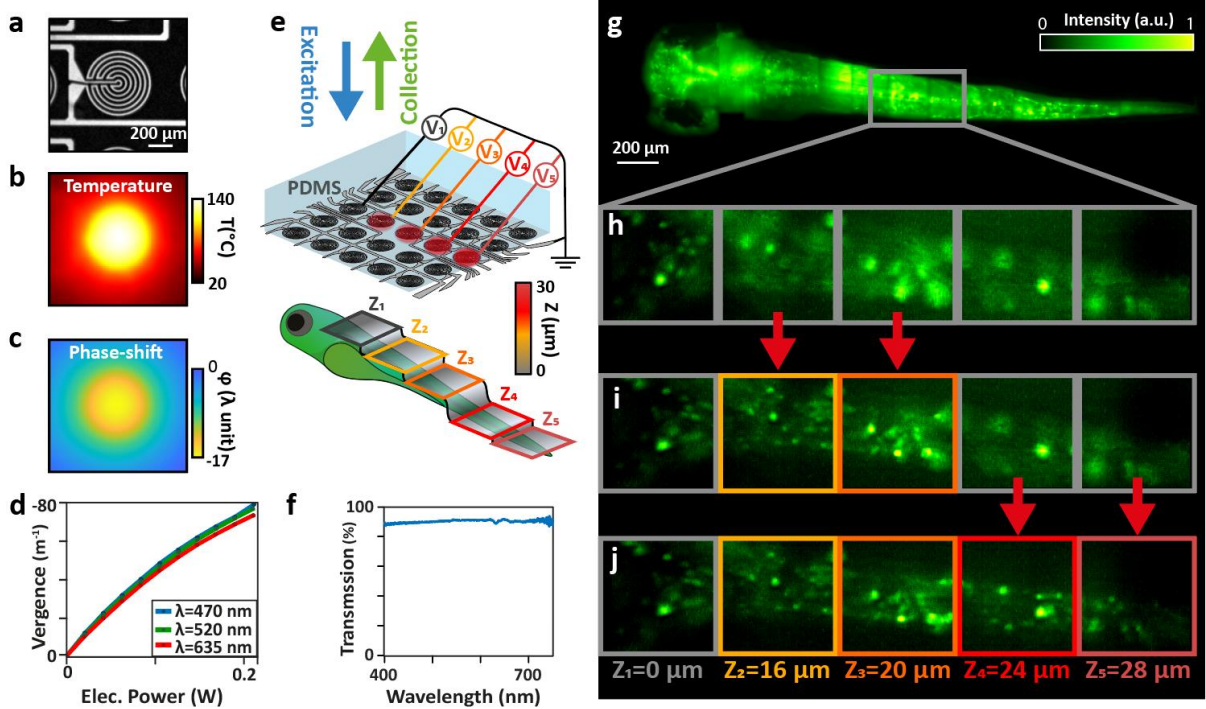 a
200 µm
b
Temperature
140
T(°C)
20
c
Phase-shift
0
φ (λ unit)
-17
d
-80
Vergence (m⁻¹)
0
0
0.2
Elec. Power (W)
λ=470 nm
λ=520 nm
λ=635 nm
e
Excitation
Collection
V₁
V₂
V₃
V₄
V₅
PDMS
Z₁
Z₂
Z₃
Z₄
Z₅
30
Z (µm)
0
f
100
Transmssion (%)
0
400
700
Wavelength (nm)
g
0 Intensity (a.u.) 1
200 µm
h
i
j
Z₁=0 µm Z₂=16 µm Z₃=20 µm Z₄=24 µm Z₅=28 µm